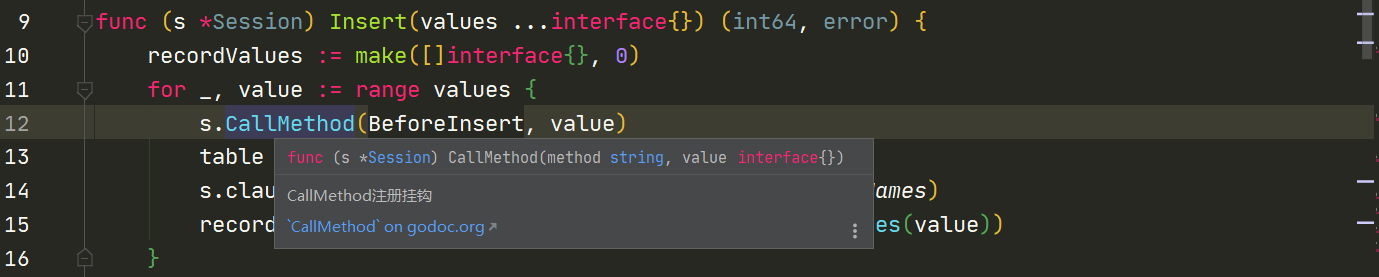 9 func (s *Session) Insert(values ...interface{}) (int64, error) {
10 recordValues := make([]interface{}, 0)
11 for _, value := range values {
12 s.CallMethod(BeforeInsert, value)
13 table
func (s *Session) CallMethod(method string, value interface{})
14 s.clau ames)
CallMethod注册挂钩
15 record es(value))
`CallMethod` on godoc.org
16 }